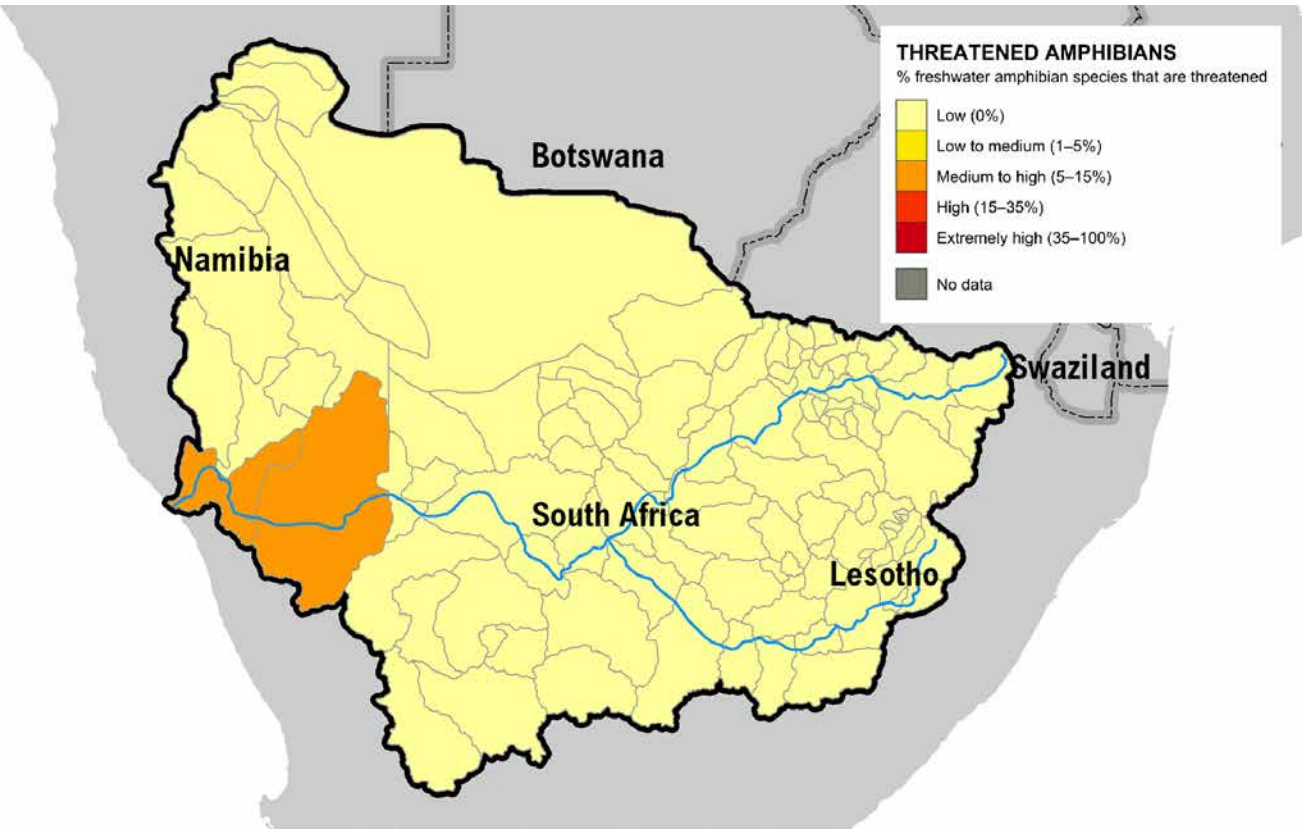 THREATENED AMPHIBIANS
% freshwater amphibian species that are threatened
Low (0%)
Low to medium (1–5%)
Medium to high (5–15%)
High (15–35%)
Extremely high (35–100%)
No data
Botswana
Namibia
Swaziland
South Africa
Lesotho